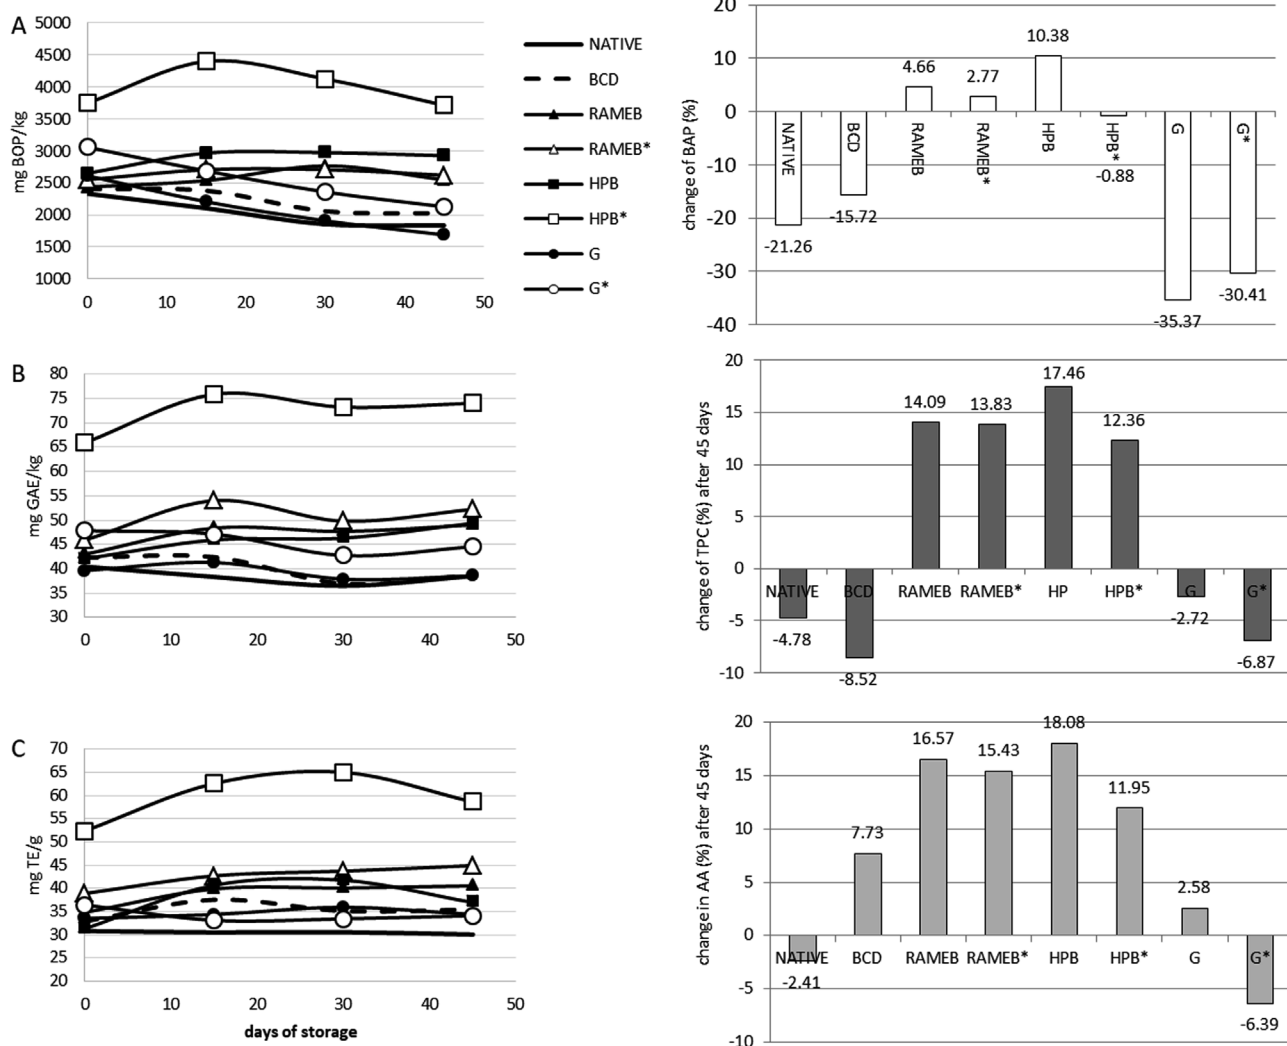 A
mg BOP/kg
5000
4500
4000
3500
3000
2500
2000
1500
1000
0
10
20
30
40
50
NATIVE
BCD
RAMEB
RAMEB*
HPB
HPB*
G
G*
change of BAP (%)
20
10
0
-10
-20
-30
-40
NATIVE
BCD
RAMEB
RAMEB*
HPB
HPB*
G
G*
-21.26
-15.72
4.66
2.77
10.38
-0.88
-35.37
-30.41
B
mg GAE/kg
80
75
70
65
60
55
50
45
40
35
30
0
10
20
30
40
50
change of TPC (%) after 45 days
20
15
10
5
0
-5
-10
NATIVE
BCD
RAMEB
RAMEB*
HP
HPB*
G
G*
-4.78
-8.52
14.09
13.83
17.46
12.36
-2.72
-6.87
C
mg TE/g
70
65
60
55
50
45
40
35
30
25
20
0
10
20
30
40
50
days of storage
change in AA (%) after 45 days
20
15
10
5
0
-5
-10
NATIVE
BCD
RAMEB
RAMEB*
HPB
HPB*
G
G*
-2.41
7.73
16.57
15.43
18.08
11.95
2.58
-6.39